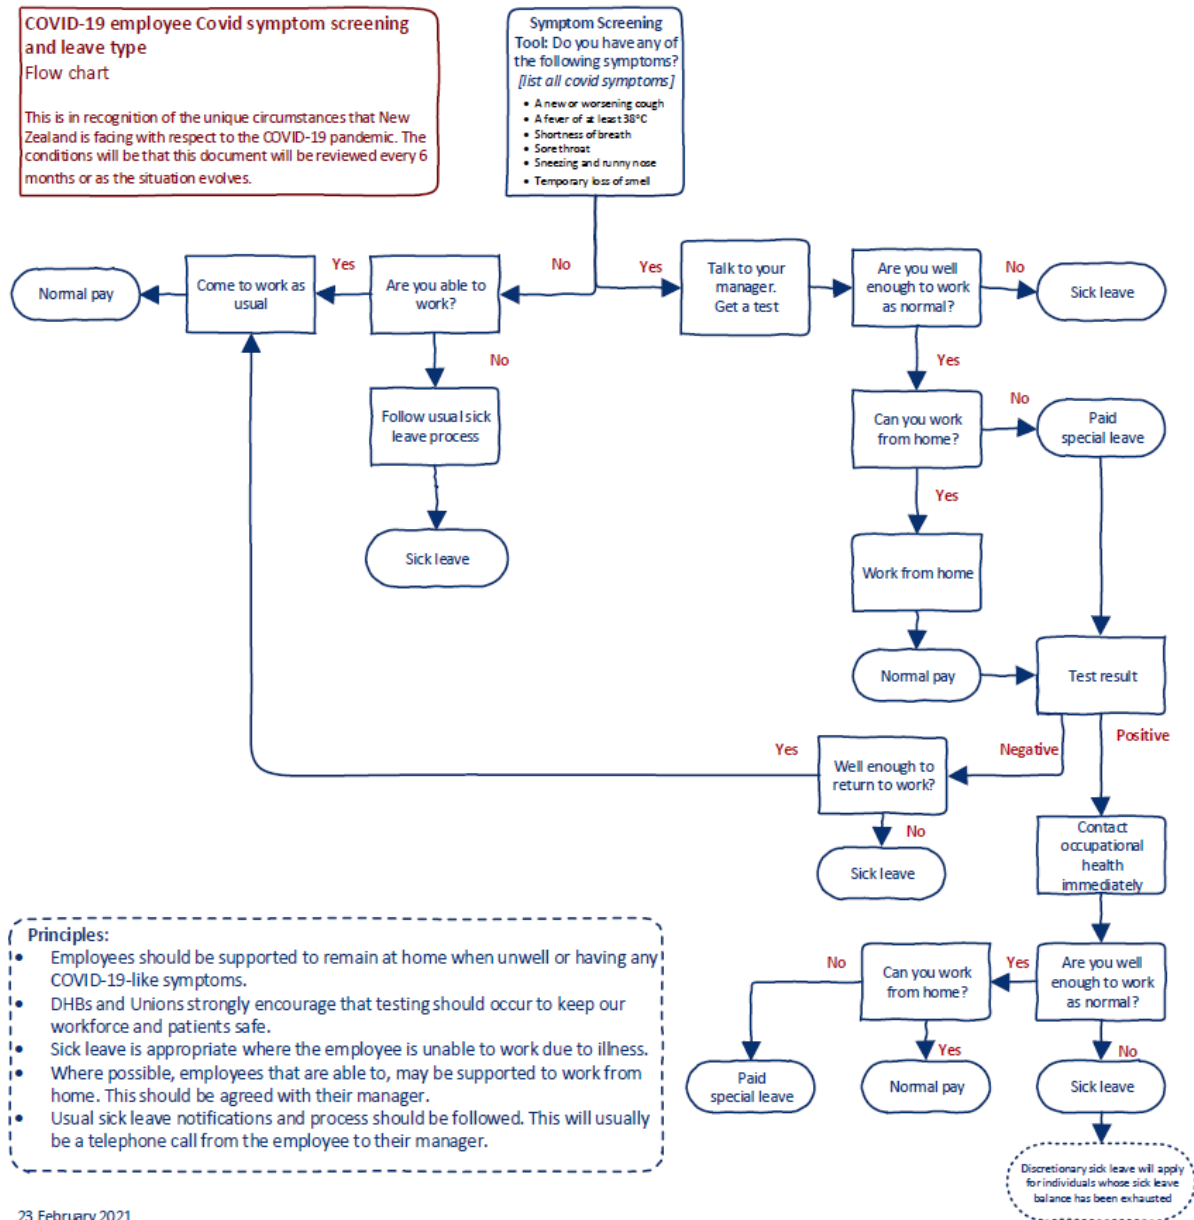 COVID-19 employee Covid symptom screening
and leave type
Flow chart
This is in recognition of the unique circumstances that New
Zealand is facing with respect to the COVID-19 pandemic. The
conditions will be that this document will be reviewed every 6
months or as the situation evolves.
Symptom Screening
Tool: Do you have any of
the following symptoms?
[list all covid symptoms]
• A new or worsening cough
• A fever of at least 38°C
• Shortness of breath
• Sore throat
• Sneezing and runny nose
• Temporary loss of smell
Normal pay
Come to work as
usual
Yes
Are you able to
work?
No
Yes
Talk to your
manager.
Get a test
Are you well
enough to work
as normal?
No
Sick leave
No
Follow usual sick
leave process
Sick leave
Yes
Can you work
from home?
No
Paid
special leave
Yes
Work from home
Normal pay
Test result
Negative
Positive
Well enough to
return to work?
Yes
No
Sick leave
Contact
occupational
health
immediately
Are you well
enough to work
as normal?
Yes
Can you work
from home?
No
Paid
special leave
Yes
Normal pay
No
Sick leave
Discretionary sick leave will apply
for individuals whose sick leave
balance has been exhausted
Principles:
• Employees should be supported to remain at home when unwell or having any
COVID-19-like symptoms.
• DHBs and Unions strongly encourage that testing should occur to keep our
workforce and patients safe.
• Sick leave is appropriate where the employee is unable to work due to illness.
• Where possible, employees that are able to, may be supported to work from
home. This should be agreed with their manager.
• Usual sick leave notifications and process should be followed. This will usually
be a telephone call from the employee to their manager.
23 February 2021